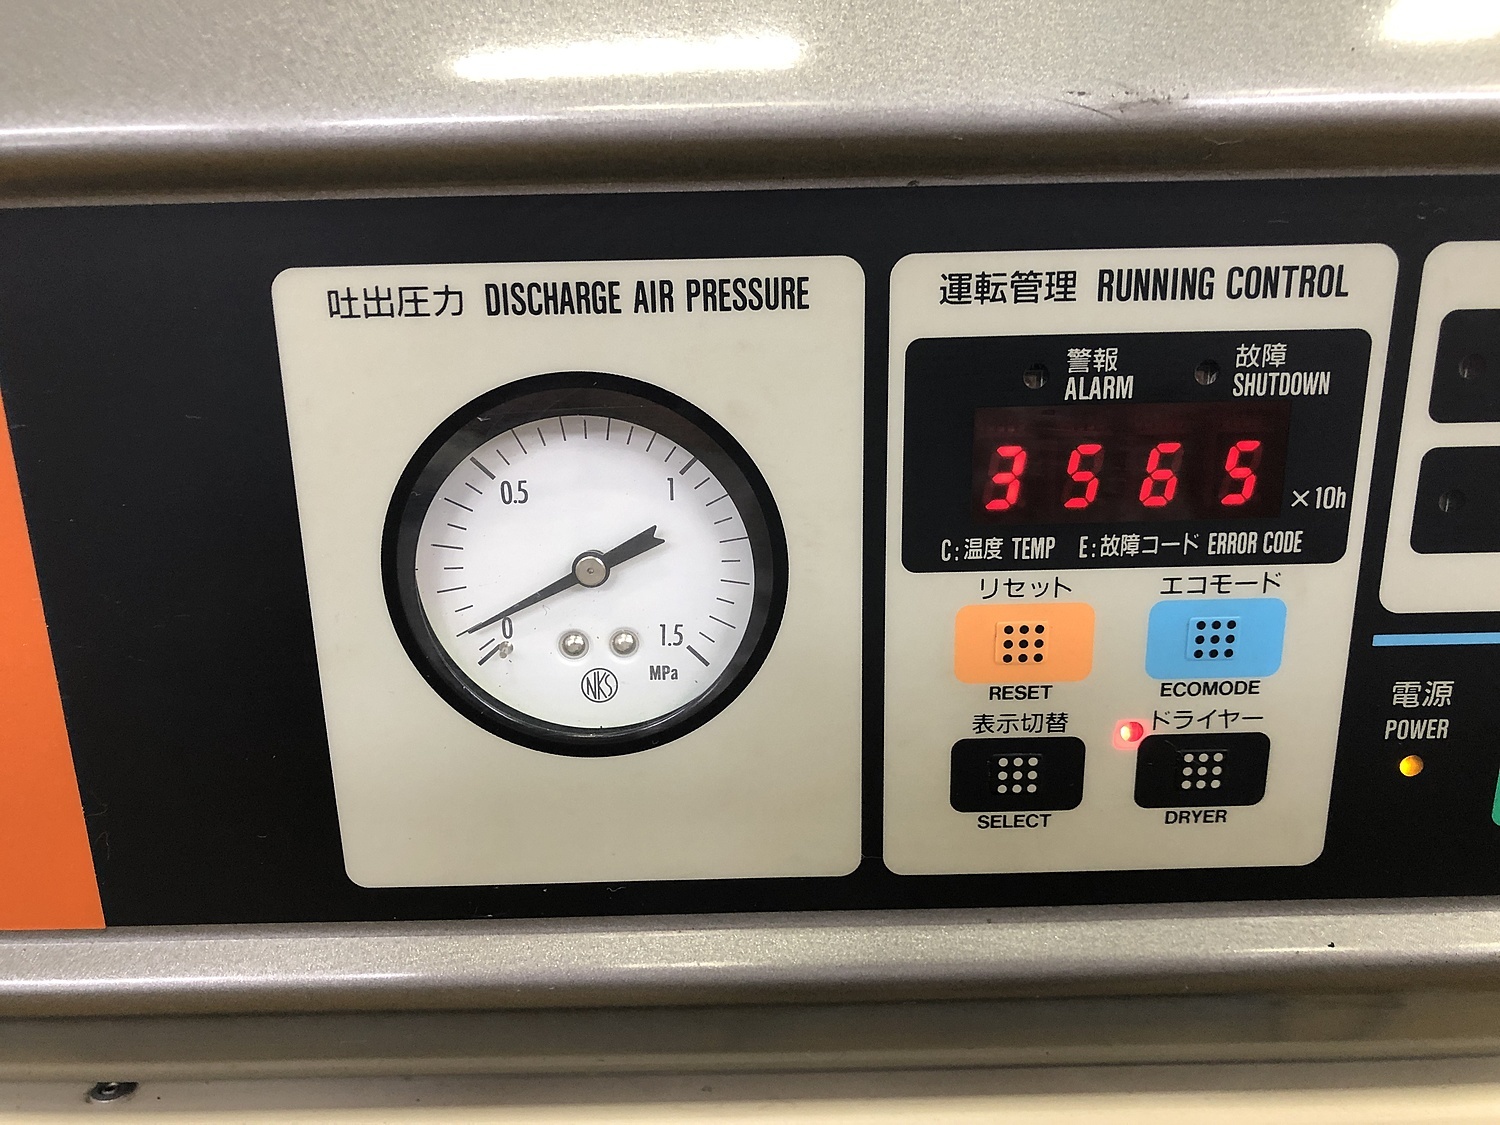 吐出圧力 DISCHARGE AIR PRESSURE
0.5
1
0
1.5
MPa
NKS
運転管理 RUNNING CONTROL
警報
ALARM
故障
SHUTDOWN
3565
×10h
C:温度 TEMP E:故障コード ERROR CODE
リセット
RESET
エコモード
ECOMODE
表示切替
SELECT
ドライヤー
DRYER
電源
POWER